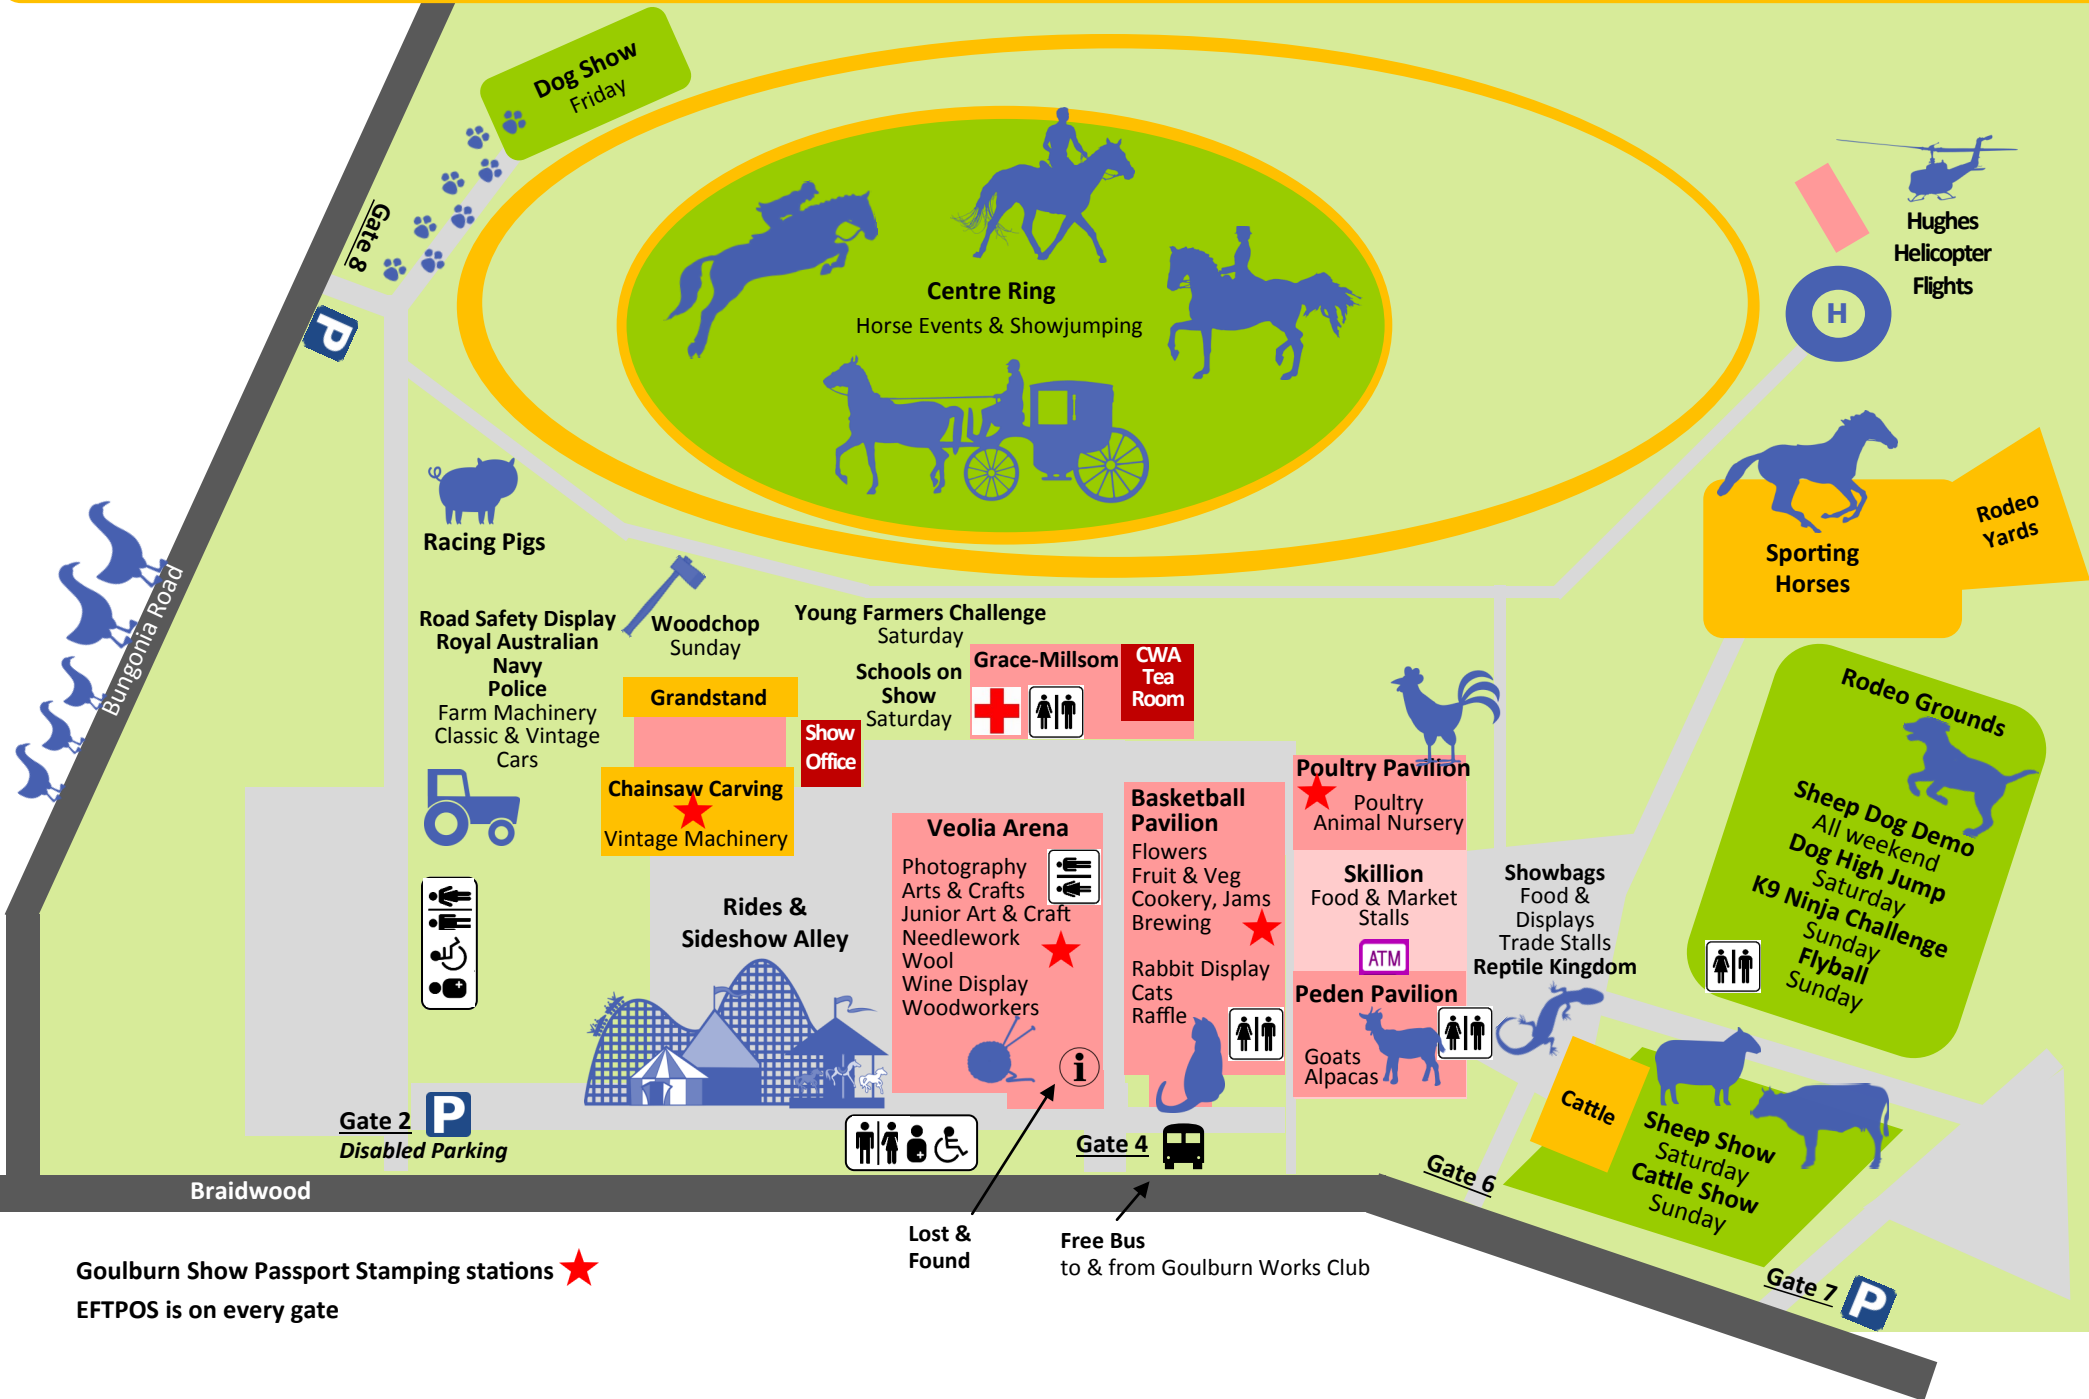 Dog Show
Friday
Gate 8
P
Centre Ring
Horse Events & Showjumping
Hughes
Helicopter
Flights
H
Racing Pigs
Bungonia Road
Sporting
Horses
Rodeo
Yards
Road Safety Display
Royal Australian
Navy
Police
Farm Machinery
Classic & Vintage
Cars
Woodchop
Sunday
Young Farmers Challenge
Saturday
Schools on
Show
Saturday
Grace-Millsom
CWA
Tea
Room
Grandstand
Show
Office
Chainsaw Carving
Vintage Machinery
Rodeo Grounds
Sheep Dog Demo
All weekend
Dog High Jump
Saturday
K9 Ninja Challenge
Sunday
Flyball
Sunday
Poultry Pavilion
Poultry
Animal Nursery
Basketball
Pavilion
Flowers
Fruit & Veg
Cookery, Jams
Brewing
Rabbit Display
Cats
Raffle
Veolia Arena
Photography
Arts & Crafts
Junior Art & Craft
Needlework
Wool
Wine Display
Woodworkers
i
Rides &
Sideshow Alley
Skillion
Food & Market
Stalls
ATM
Showbags
Food &
Displays
Trade Stalls
Reptile Kingdom
Peden Pavilion
Goats
Alpacas
Cattle
Sheep Show
Saturday
Cattle Show
Sunday
Gate 2
P
Disabled Parking
Gate 4
Gate 6
Braidwood
Lost &
Found
Free Bus
to & from Goulburn Works Club
Gate 7
P
Goulburn Show Passport Stamping stations
EFTPOS is on every gate